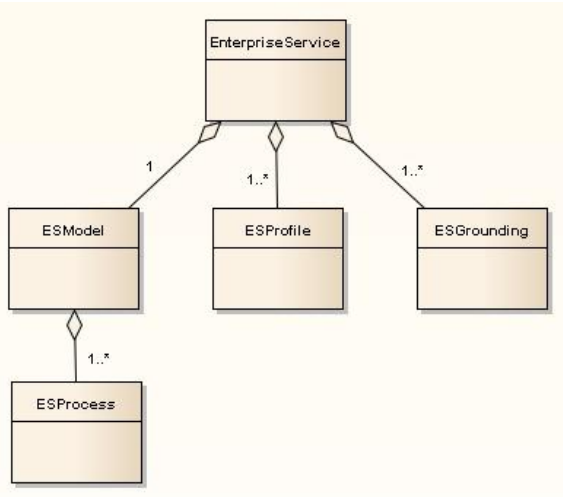 EnterpriseService
1
1..*
1..*
ESModel
ESProfile
ESGrounding
1..*
ESProcess